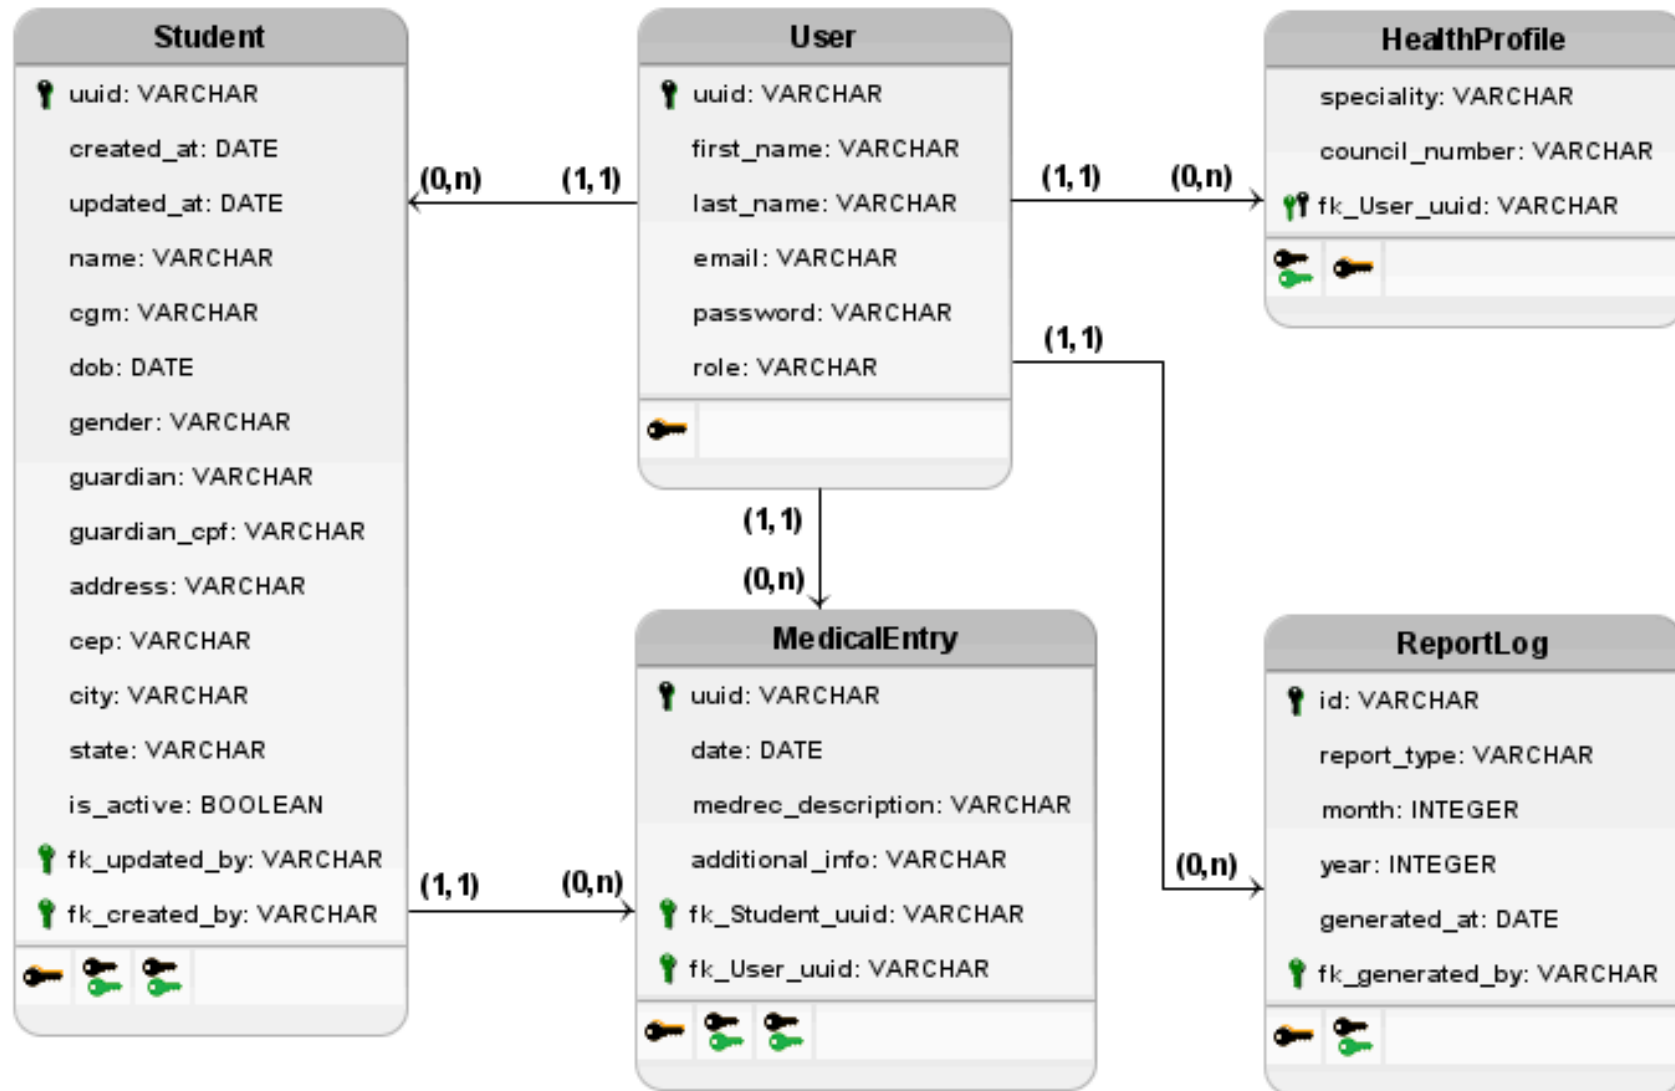 Student
uuid: VARCHAR
created_at: DATE
updated_at: DATE
name: VARCHAR
cgm: VARCHAR
dob: DATE
gender: VARCHAR
guardian: VARCHAR
guardian_cpf: VARCHAR
address: VARCHAR
cep: VARCHAR
city: VARCHAR
state: VARCHAR
is_active: BOOLEAN
fk_updated_by: VARCHAR
fk_created_by: VARCHAR
(0,n)
(1,1)
User
uuid: VARCHAR
first_name: VARCHAR
last_name: VARCHAR
email: VARCHAR
password: VARCHAR
role: VARCHAR
(1,1)
(0,n)
HealthProfile
speciality: VARCHAR
council_number: VARCHAR
fk_User_uuid: VARCHAR
(1,1)
(0,n)
(1,1)
(0,n)
(1,1)
(0,n)
MedicalEntry
uuid: VARCHAR
date: DATE
medrec_description: VARCHAR
additional_info: VARCHAR
fk_Student_uuid: VARCHAR
fk_User_uuid: VARCHAR
ReportLog
id: VARCHAR
report_type: VARCHAR
month: INTEGER
year: INTEGER
generated_at: DATE
fk_generated_by: VARCHAR